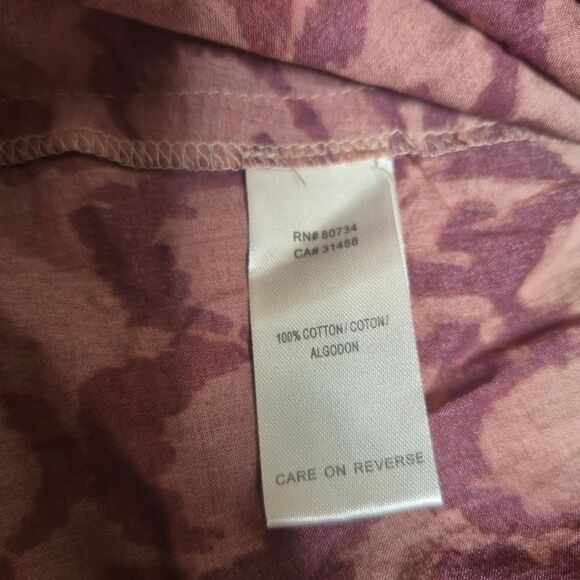 RN# 80734
CA# 31458
100% COTTON/COTON/
ALGODON
CARE ON REVERSE